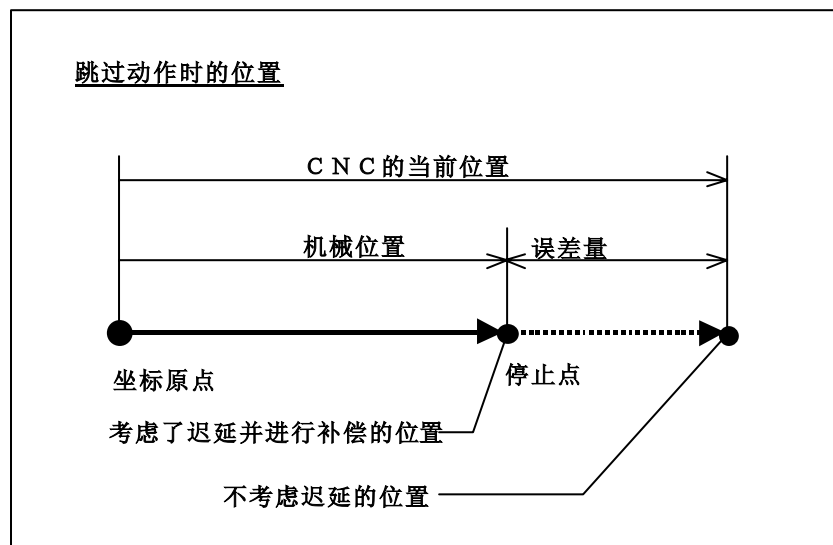 跳过动作时的位置
CNC的当前位置
机械位置
误差量
坐标原点
停止点
考虑了迟延并进行补偿的位置
不考虑迟延的位置